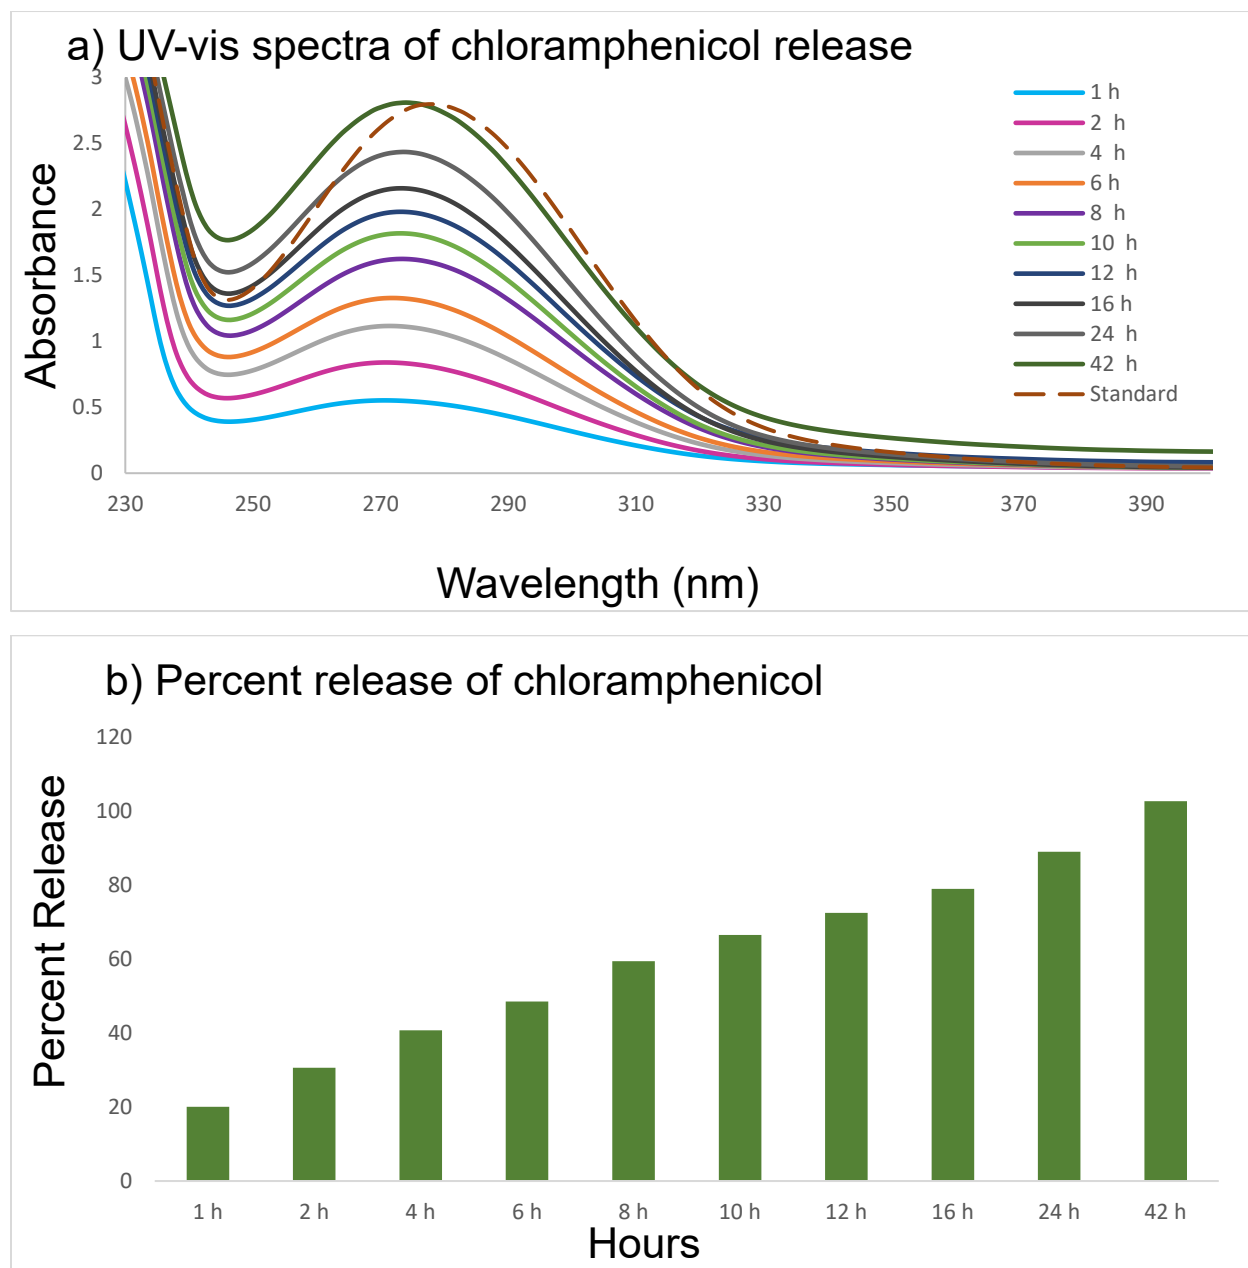 a) UV-vis spectra of chloramphenicol release
3
2.5
2
1.5
1
0.5
0
Absorbance
230 250 270 290 310 330 350 370 390
Wavelength (nm)
1 h
2 h
4 h
6 h
8 h
10 h
12 h
16 h
24 h
42 h
Standard
b) Percent release of chloramphenicol
120
100
80
60
40
20
0
Percent Release
1 h 2 h 4 h 6 h 8 h 10 h 12 h 16 h 24 h 42 h
Hours